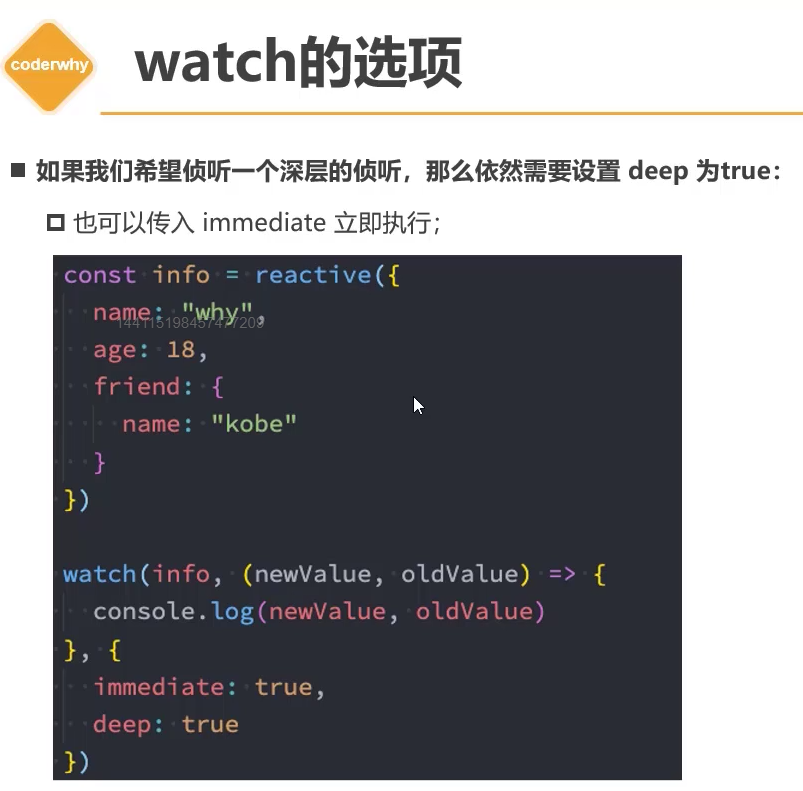 coderwhy
watch的选项
如果我们希望侦听一个深层的侦听，那么依然需要设置 deep 为true：
也可以传入 immediate 立即执行；
const info = reactive({
name: "why",
144115198457477209
age: 18,
friend: {
name: "kobe"
}
})
watch(info, (newValue, oldValue) => {
console.log(newValue, oldValue)
}, {
immediate: true,
deep: true
})